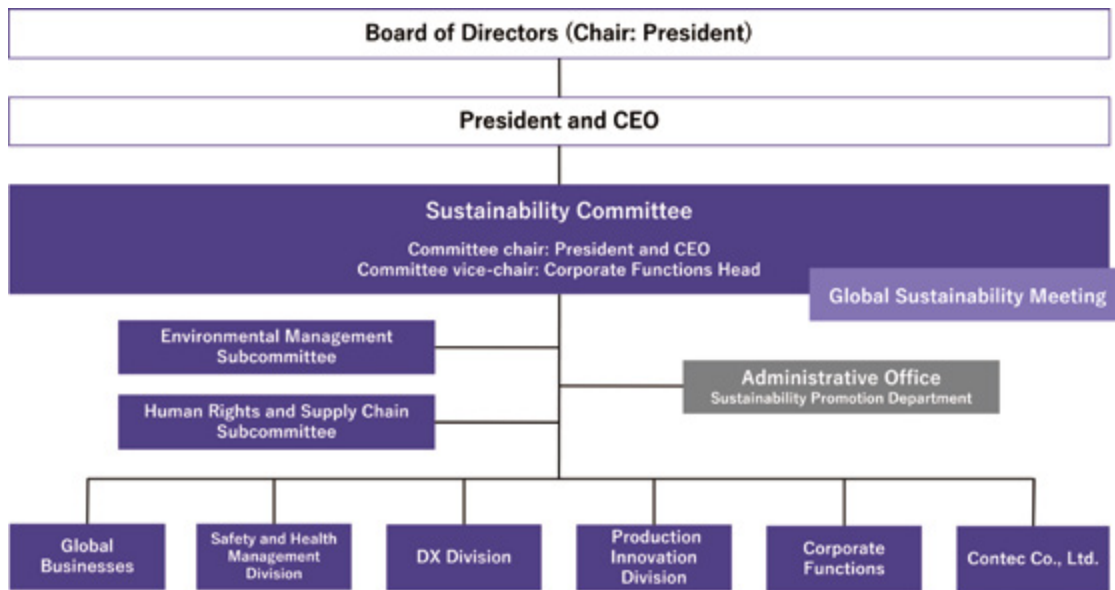 Board of Directors (Chair: President)
President and CEO
Sustainability Committee
Committee chair: President and CEO
Committee vice-chair: Corporate Functions Head
Global Sustainability Meeting
Environmental Management
Subcommittee
Administrative Office
Sustainability Promotion Department
Human Rights and Supply Chain
Subcommittee
Global
Businesses
Safety and Health
Management
Division
DX Division
Production
Innovation
Division
Corporate
Functions
Contec Co., Ltd.